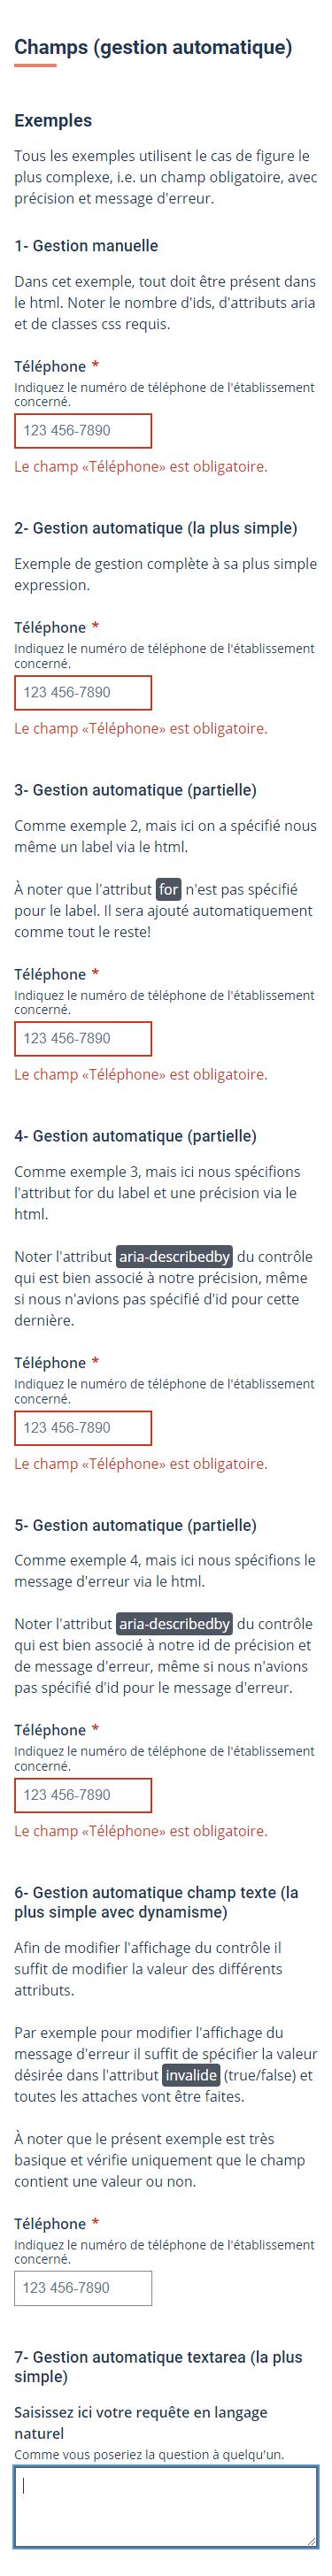 Champs (gestion automatique)
Exemples
Tous les exemples utilisent le cas de figure le
plus complexe, i.e. un champ obligatoire, avec
précision et message d'erreur.
1- Gestion manuelle
Dans cet exemple, tout doit être présent dans
le html. Noter le nombre d'ids, d'attributs aria
et de classes css requis.
Téléphone *
Indiquez le numéro de téléphone de l'établissement
concerné.
123 456-7890
Le champ «Téléphone» est obligatoire.
2- Gestion automatique (la plus simple)
Exemple de gestion complète à sa plus simple
expression.
Téléphone *
Indiquez le numéro de téléphone de l'établissement
concerné.
123 456-7890
Le champ «Téléphone» est obligatoire.
3- Gestion automatique (partielle)
Comme exemple 2, mais ici on a spécifié nous
même un label via le html.
À noter que l'attribut for n'est pas spécifié
pour le label. Il sera ajouté automatiquement
comme tout le reste!
Téléphone *
Indiquez le numéro de téléphone de l'établissement
concerné.
123 456-7890
Le champ «Téléphone» est obligatoire.
4- Gestion automatique (partielle)
Comme exemple 3, mais ici nous spécifions
l'attribut for du label et une précision via le
html.
Noter l'attribut aria-describedby du contrôle
qui est bien associé à notre précision, même
si nous n'avions pas spécifié d'id pour cette
dernière.
Téléphone *
Indiquez le numéro de téléphone de l'établissement
concerné.
123 456-7890
Le champ «Téléphone» est obligatoire.
5- Gestion automatique (partielle)
Comme exemple 4, mais ici nous spécifions le
message d'erreur via le html.
Noter l'attribut aria-describedby du contrôle
qui est bien associé à notre id de précision et
de message d'erreur, même si nous n'avions
pas spécifié d'id pour le message d'erreur.
Téléphone *
Indiquez le numéro de téléphone de l'établissement
concerné.
123 456-7890
Le champ «Téléphone» est obligatoire.
6- Gestion automatique champ texte (la
plus simple avec dynamisme)
Afin de modifier l'affichage du contrôle il
suffit de modifier la valeur des différents
attributs.
Par exemple pour modifier l'affichage du
message d'erreur il suffit de spécifier la valeur
désirée dans l'attribut invalide (true/false) et
toutes les attaches vont être faites.
À noter que le présent exemple est très
basique et vérifie uniquement que le champ
contient une valeur ou non.
Téléphone *
Indiquez le numéro de téléphone de l'établissement
concerné.
123 456-7890
7- Gestion automatique textarea (la plus
simple)
Saisissez ici votre requête en langage
naturel
Comme vous poseriez la question à quelqu'un.